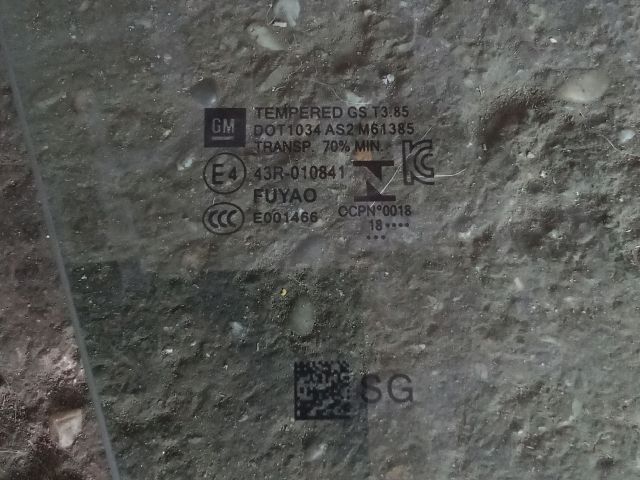 GM
TEMPERED GS T3.85
DOT1034 AS2 M61385
TRANSP. 70% MIN.
E4 43R-010841
FUYAO
CCC E001466
CCPN°0018
18 ••••
•••
SG